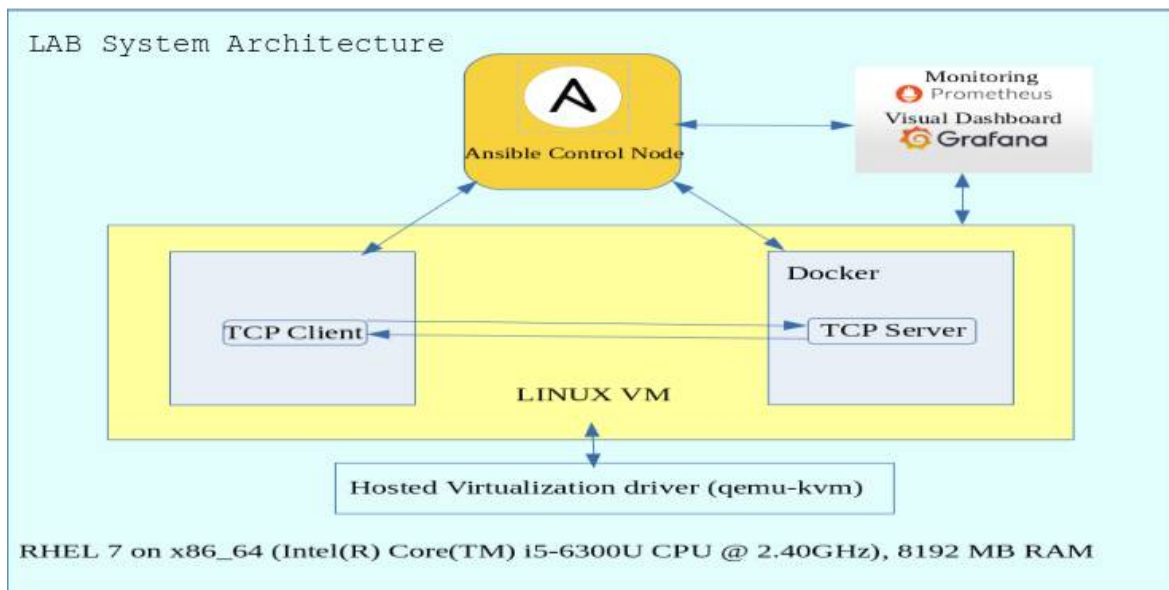 LAB System Architecture
Monitoring
Prometheus
Visual Dashboard
Grafana
A
Ansible Control Node
Docker
TCP Client
TCP Server
LINUX VM
Hosted Virtualization driver (qemu-kvm)
RHEL 7 on x86_64 (Intel(R) Core(TM) i5-6300U CPU @ 2.40GHz), 8192 MB RAM